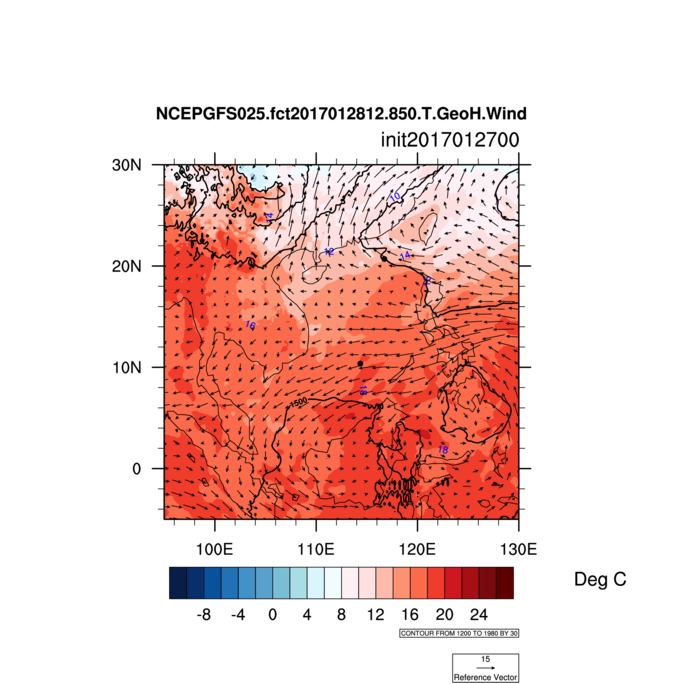 NCEPGFS025.fct2017012812.850.T.GeoH.Wind
init2017012700
30N
20N
10N
0
100E
110E
120E
130E
10
12
14
16
18
1500
-8 -4 0 4 8 12 16 20 24
Deg C
CONTOUR FROM 1200 TO 1980 BY 30
15
Reference Vector